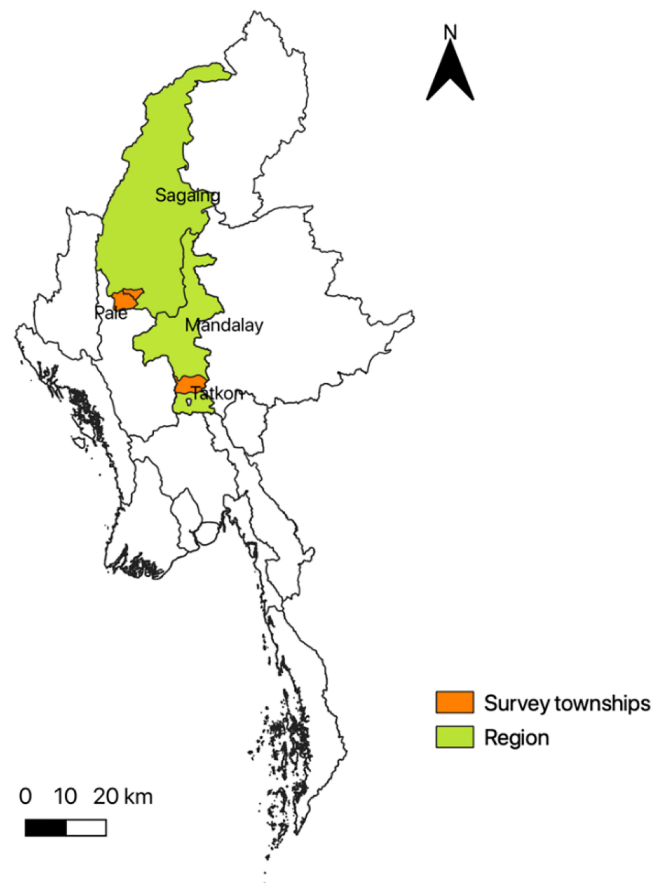 N
Sagaing
Pale
Mandalay
Tatkon
Survey townships
Region
0 10 20 km